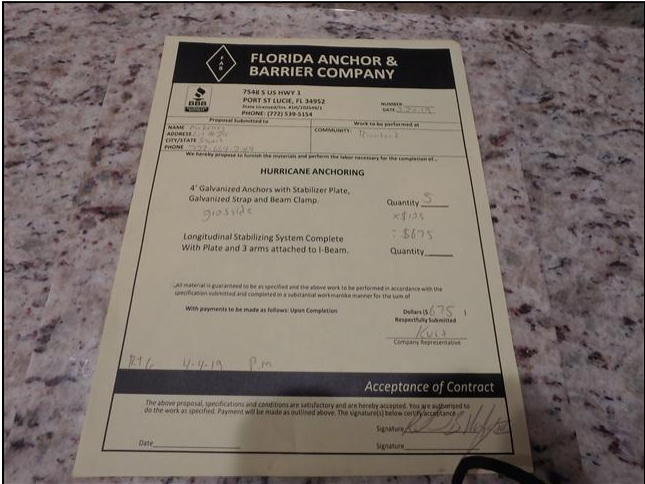 FAB
FLORIDA ANCHOR &
BARRIER COMPANY
BBB
7548 S US HWY 1
PORT ST LUCIE, FL 34952
PHONE: (772) 539-5154
NUMBER
DATE
Proposal Submitted to
Work to be performed at
NAME
ADDRESS
CITY/STATE
PHONE
COMMUNITY:
We hereby propose to furnish the materials and perform the labor necessary for the completion of
HURRICANE ANCHORING
4' Galvanized Anchors with Stabilizer Plate,
Galvanized Strap and Beam Clamp.
Quantity 5
Longitudinal Stabilizing System Complete
= $675
With Plate and 3 arms attached to I-Beam.
Quantity
All material is guaranteed to be as specified and the above work to be performed in accordance with the
specification submitted and completed in a substantial workmanlike manner for the sum of
With payments to be made as follows: Upon Completion
Dollars ($ 675 )
Respectfully Submitted
Company Representative
4-4-19 P.M
Acceptance of Contract
The above proposal, specifications and conditions are satisfactory and are hereby accepted. You are authorized to
do the work as specified. Payment will be made as outlined above. The signature(s) below certify acceptance
Signature
Date
Signature